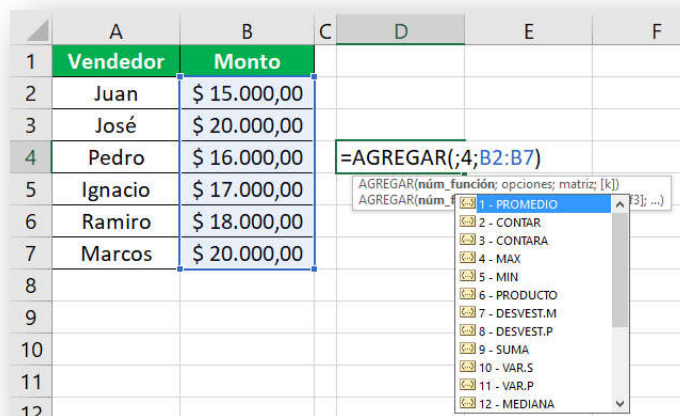 A B C D E F
1 Vendedor Monto
2 Juan $ 15.000,00
3 José $ 20.000,00
4 Pedro $ 16.000,00 =AGREGAR(;4;B2:B7)
5 Ignacio $ 17.000,00 AGREGAR(núm_función; opciones; matriz; [k])
AGREGAR(núm_f f3]; ...)
1 - PROMEDIO
6 Ramiro $ 18.000,00 2 - CONTAR
3 - CONTARA
7 Marcos $ 20.000,00 4 - MAX
5 - MIN
8 6 - PRODUCTO
7 - DESVEST.M
9 8 - DESVEST.P
9 - SUMA
10 10 - VAR.S
11 11 - VAR.P
12 12 - MEDIANA